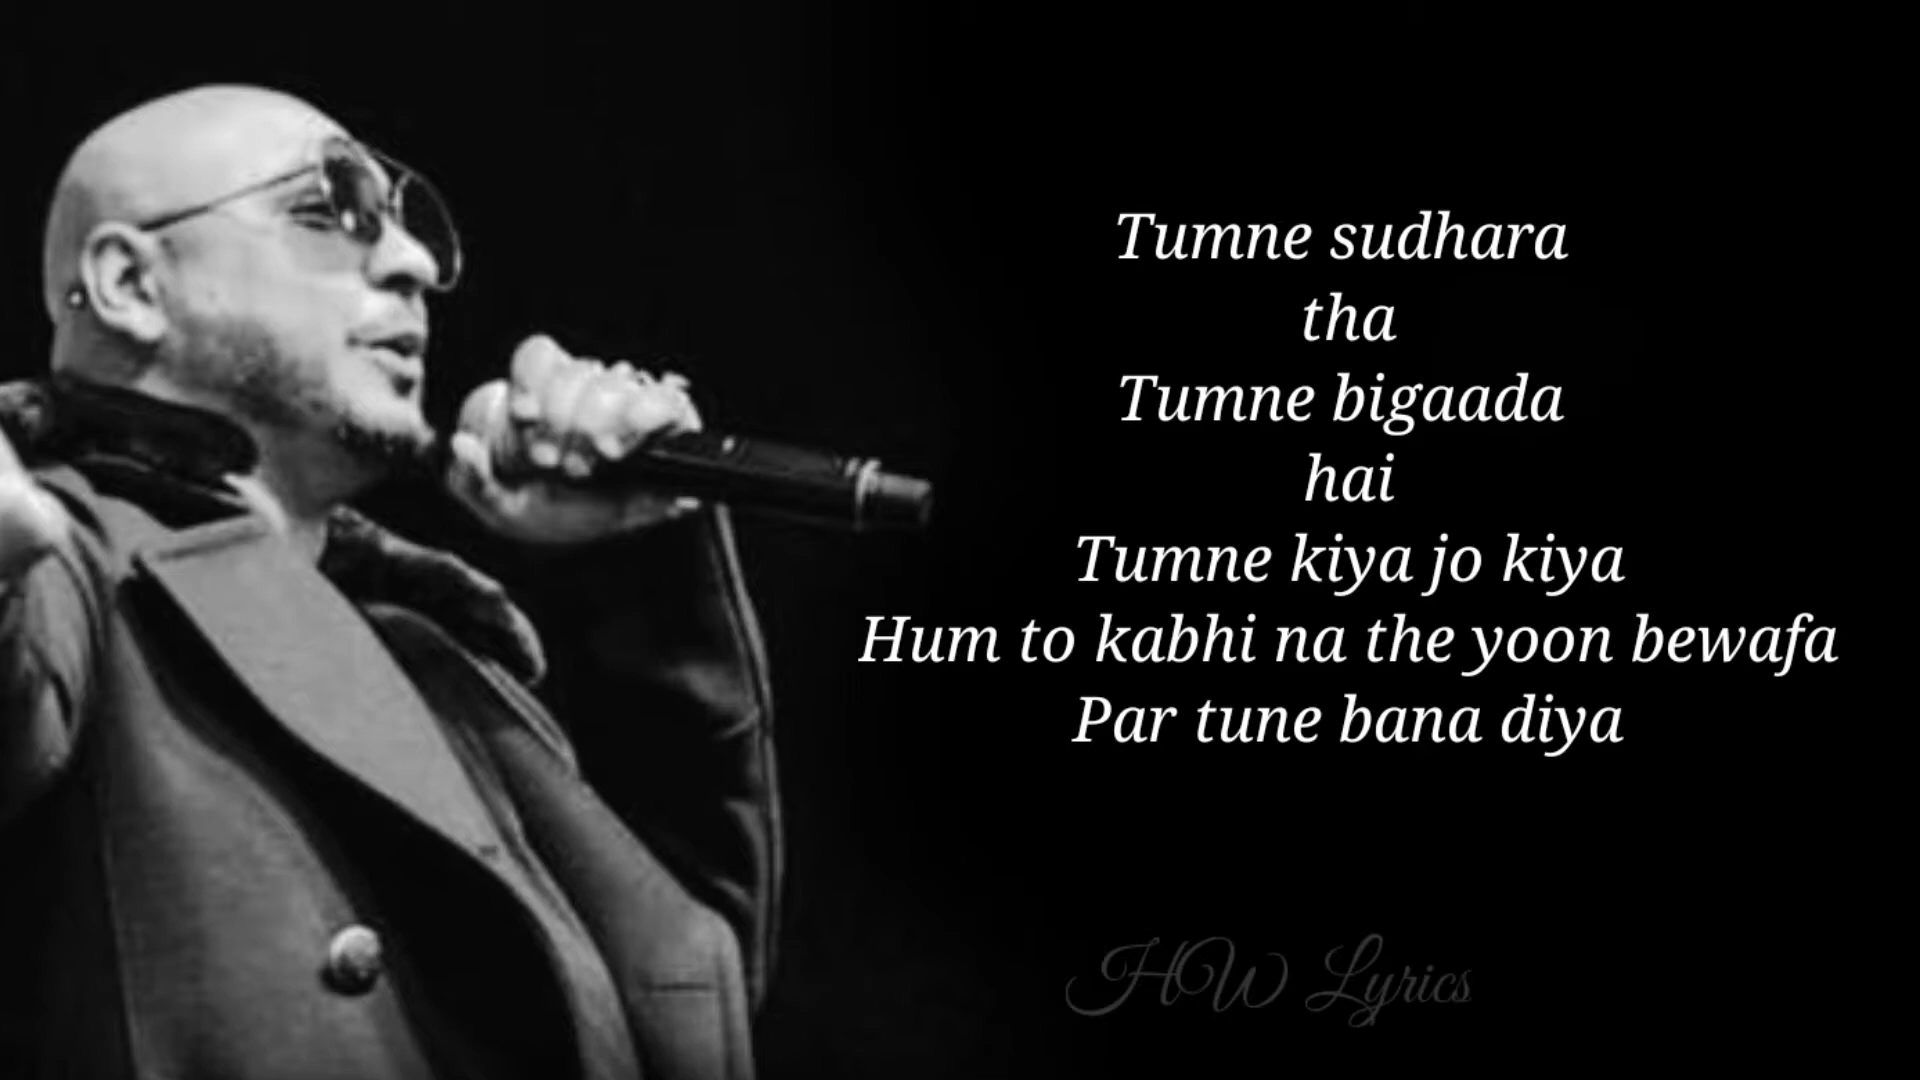 Tumne sudhara
tha
Tumne bigaada
hai
Tumne kiya jo kiya
Hum to kabhi na the yoon bewafa
Par tune bana diya
HW Lyrics